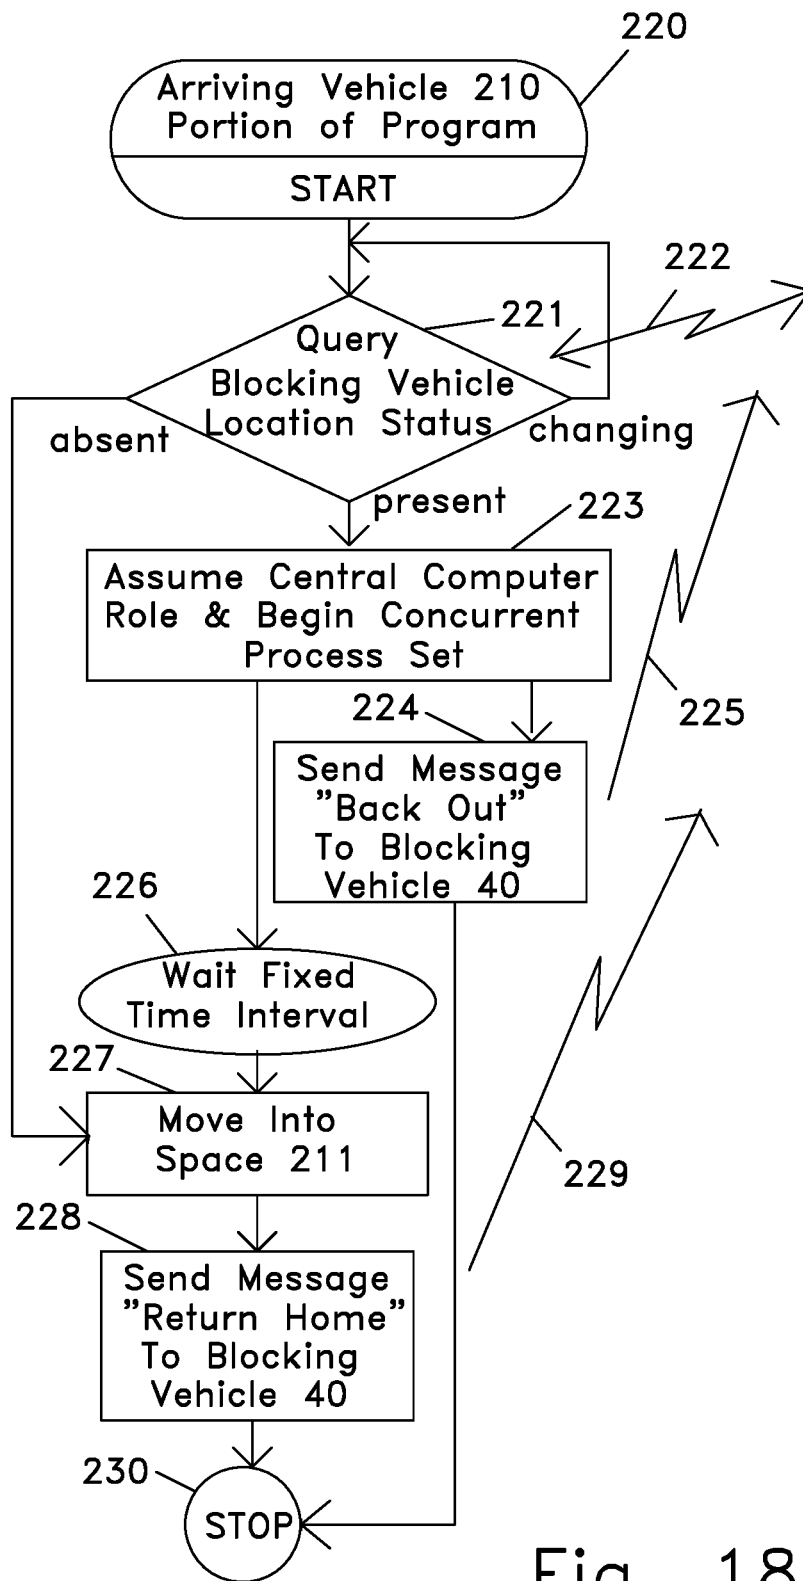 220
Arriving Vehicle 210
Portion of Program
START
222
221
Query
Blocking Vehicle
Location Status
absent
changing
present
223
Assume Central Computer
Role & Begin Concurrent
Process Set
224
225
Send Message
"Back Out"
To Blocking
Vehicle 40
226
Wait Fixed
Time Interval
227
Move Into
Space 211
229
228
Send Message
"Return Home"
To Blocking
Vehicle 40
230
STOP
Fig. 18